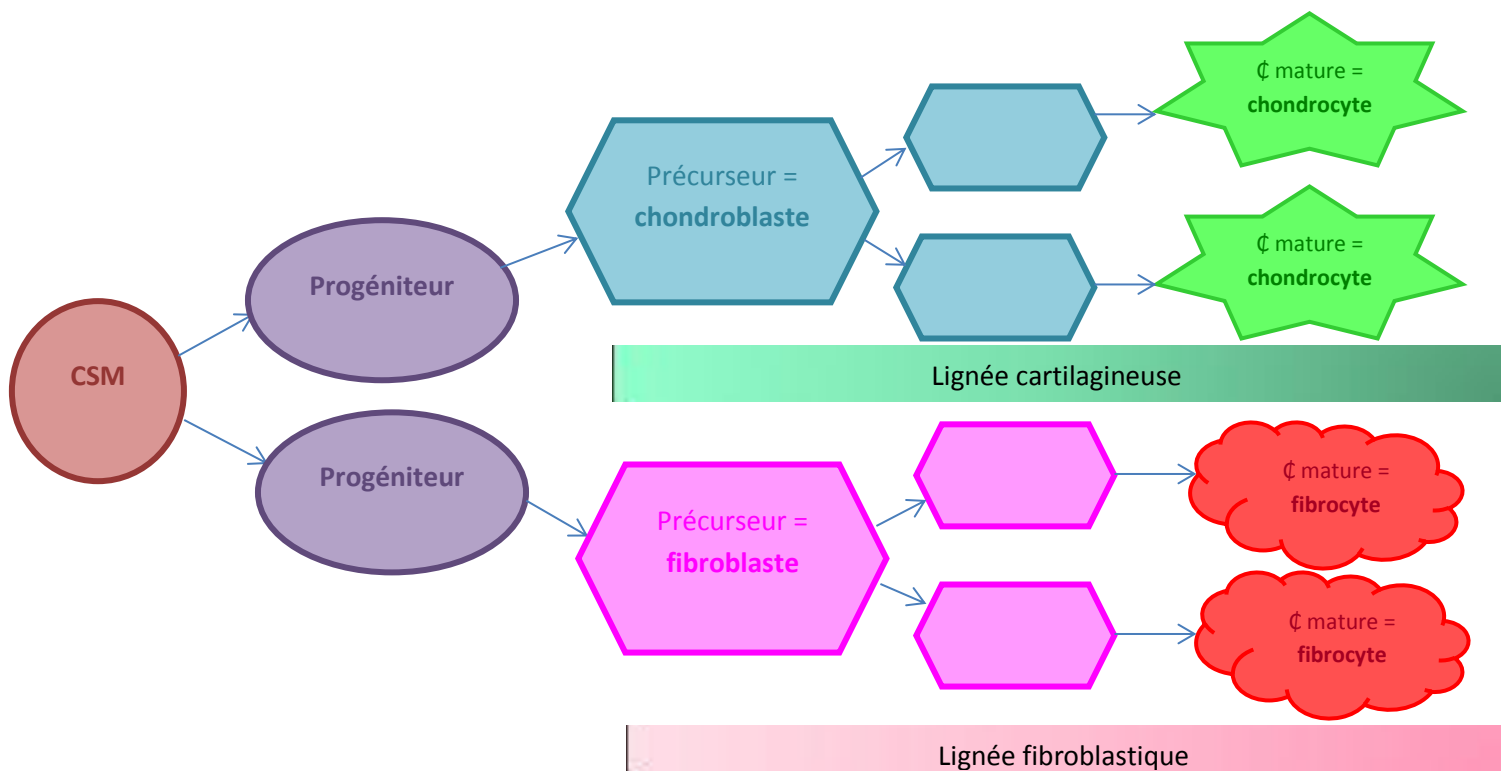 ₵ mature =
chondrocyte
Précurseur =
chondroblaste
₵ mature =
chondrocyte
Progéniteur
Lignée cartilagineuse
CSM
Progéniteur
₵ mature =
fibrocyte
Précurseur =
fibroblaste
₵ mature =
fibrocyte
Lignée fibroblastique